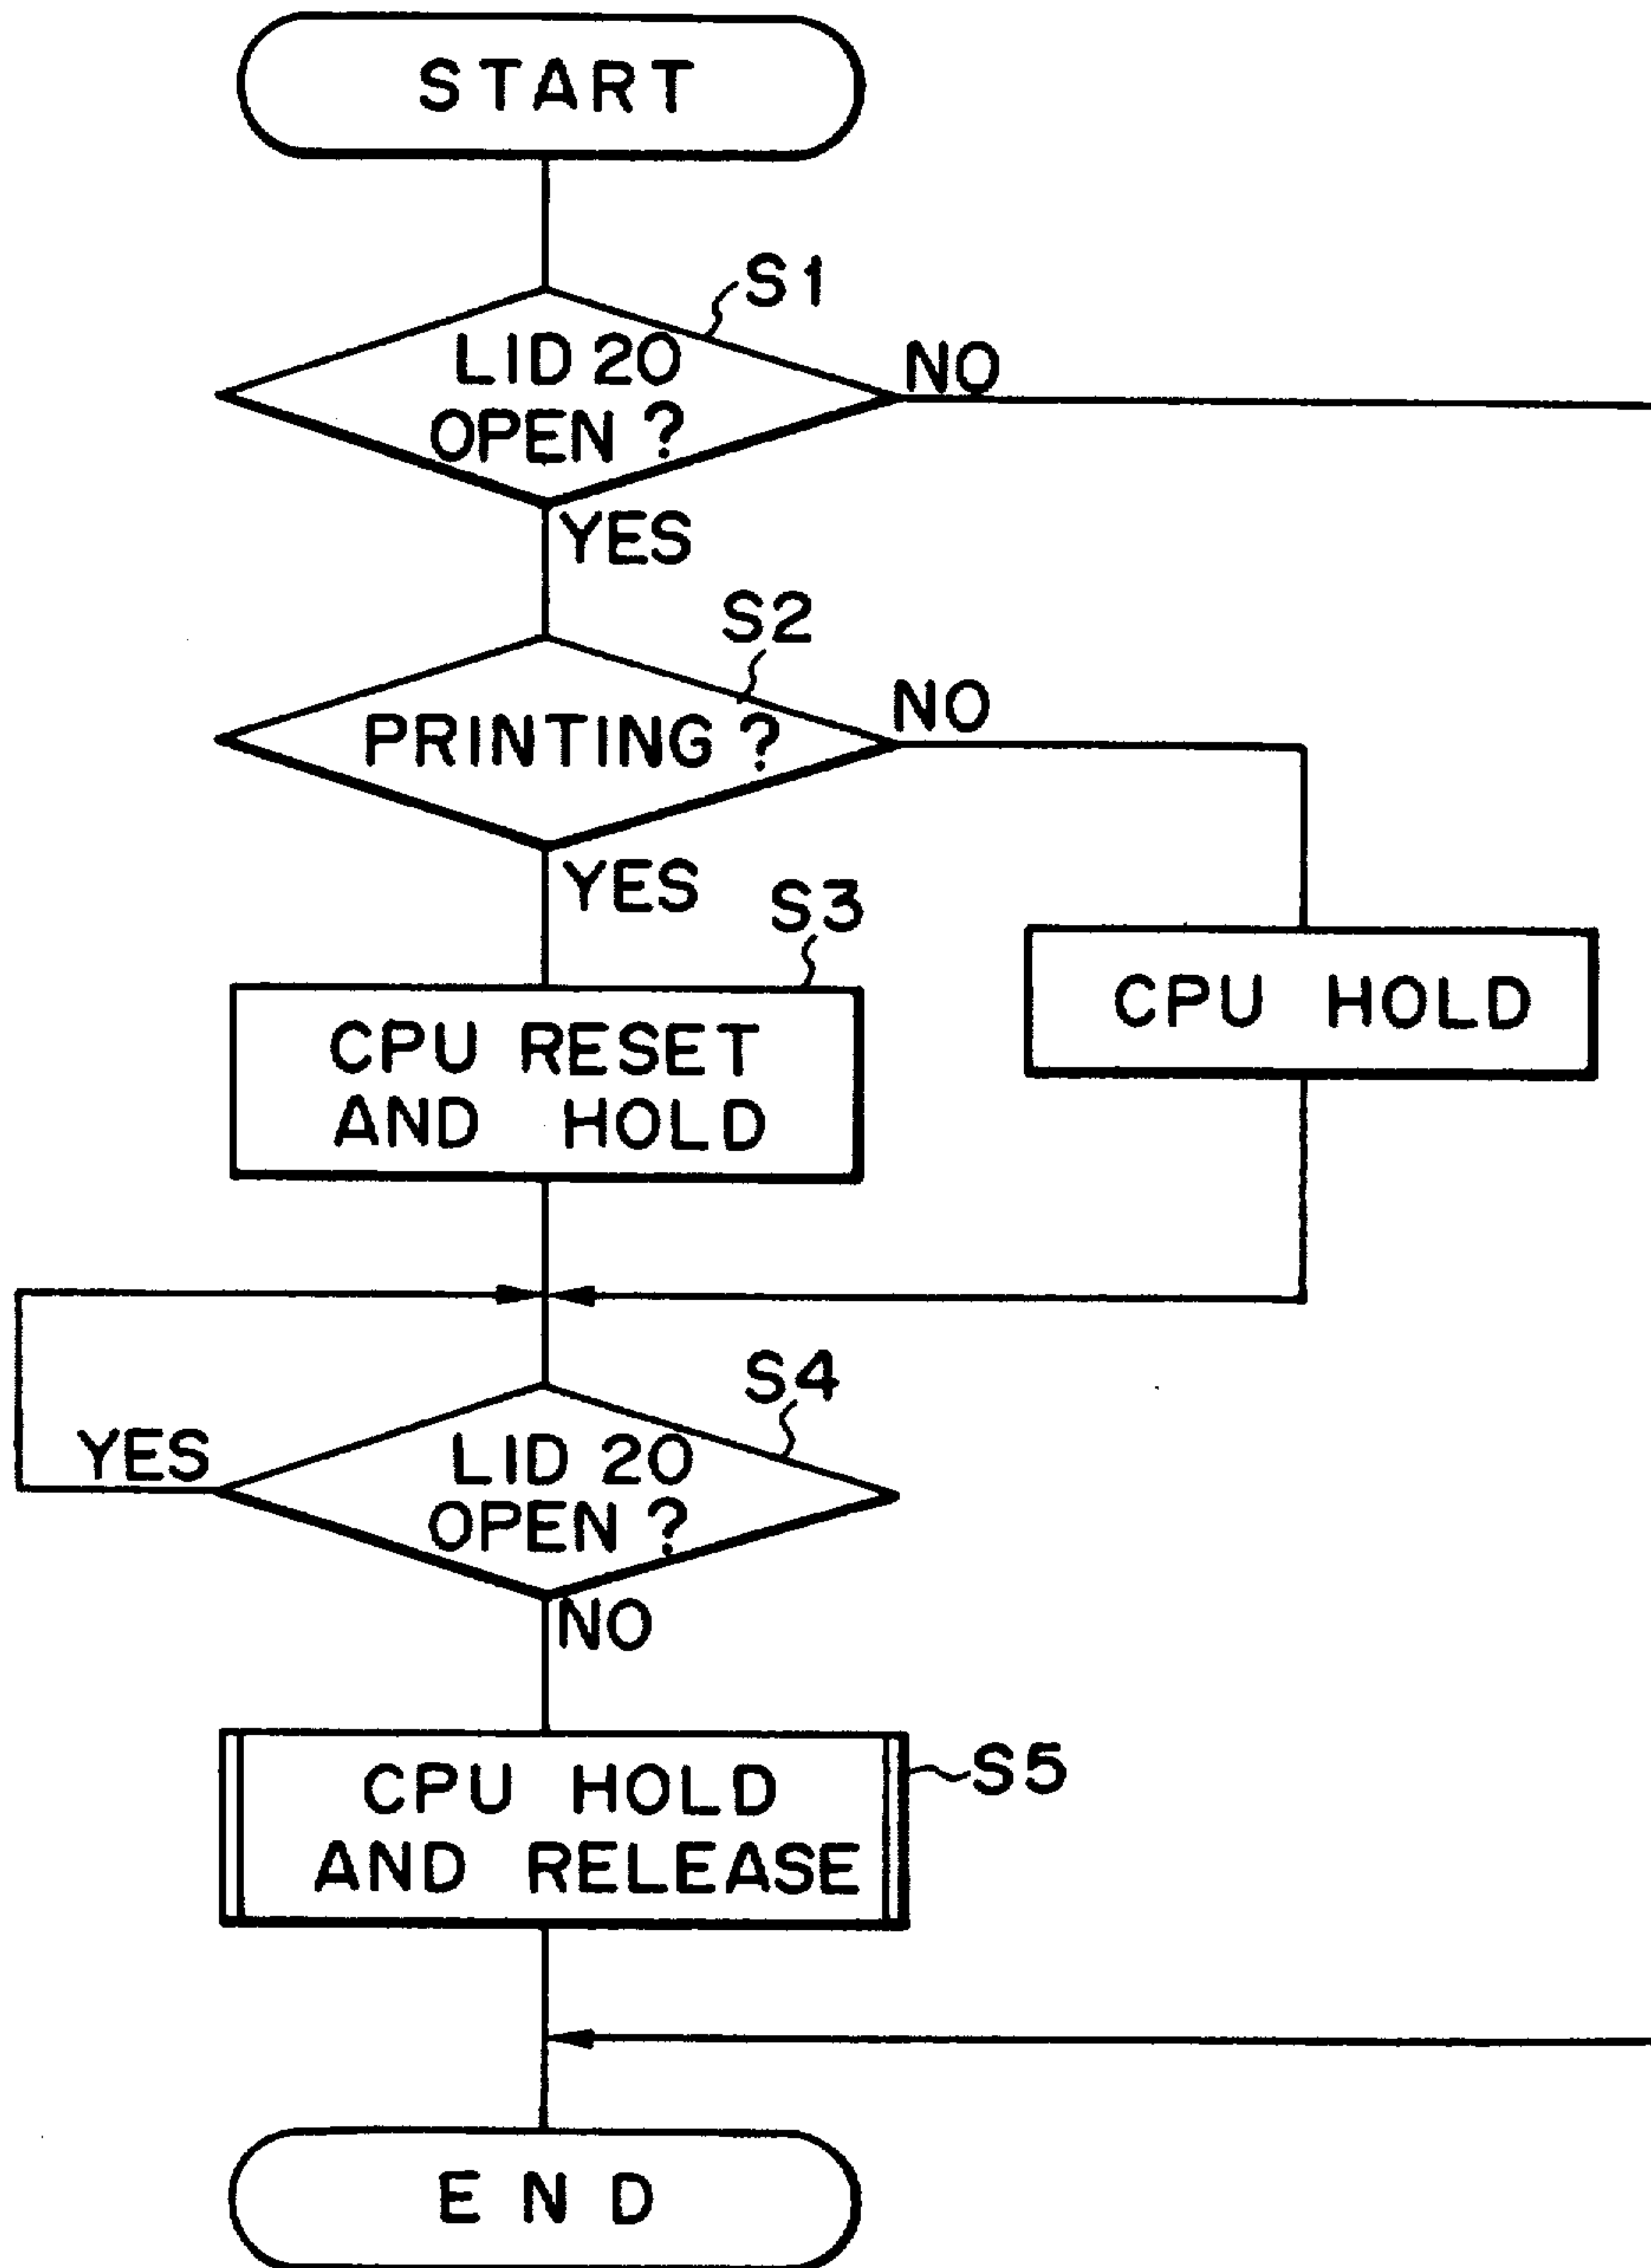 START
S1
LID 20
OPEN ?
NO
YES
S2
PRINTING ?
NO
YES
S3
CPU RESET
AND HOLD
CPU HOLD
S4
LID 20
OPEN ?
YES
NO
CPU HOLD
AND RELEASE
S5
END